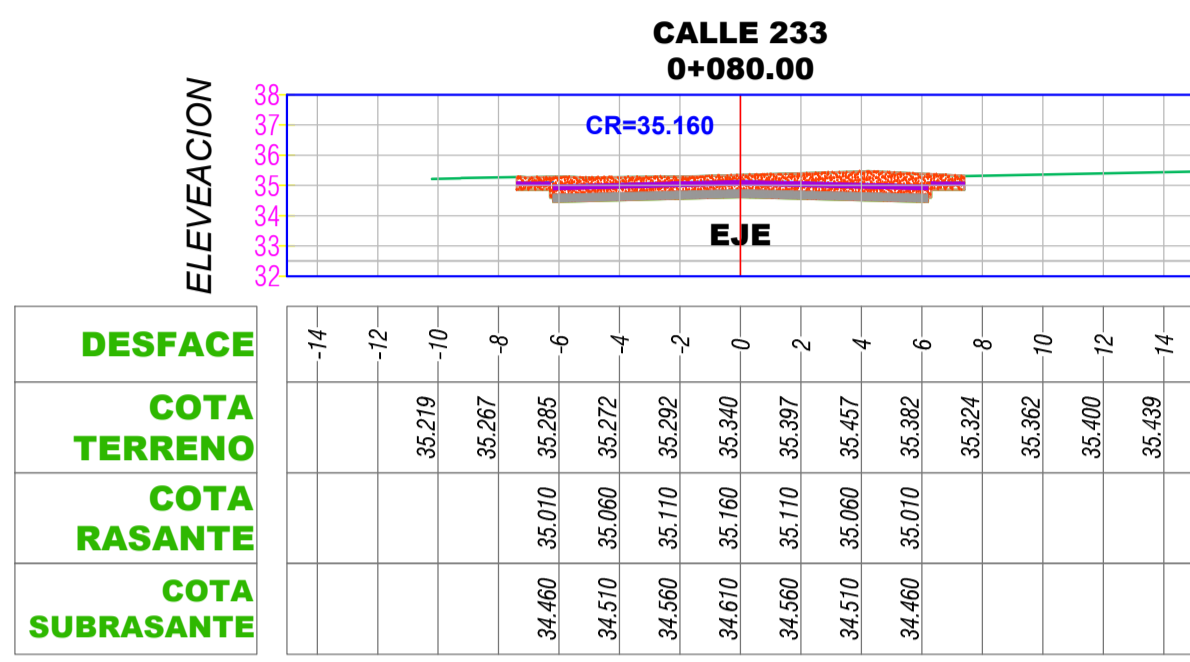 CALLE 233
0+080.00
ELEVEACION
38
37
36
35
34
33
32
CR=35.160
EJE
DESFACE -14 -12 -10 -8 -6 -4 -2 0 2 4 6 8 10 12 14
COTA
TERRENO 35.219 35.267 35.285 35.272 35.292 35.340 35.397 35.457 35.382 35.324 35.362 35.400 35.439
COTA
RASANTE 35.010 35.060 35.110 35.160 35.110 35.060 35.010
COTA
SUBRASANTE 34.460 34.510 34.560 34.610 34.560 34.510 34.460